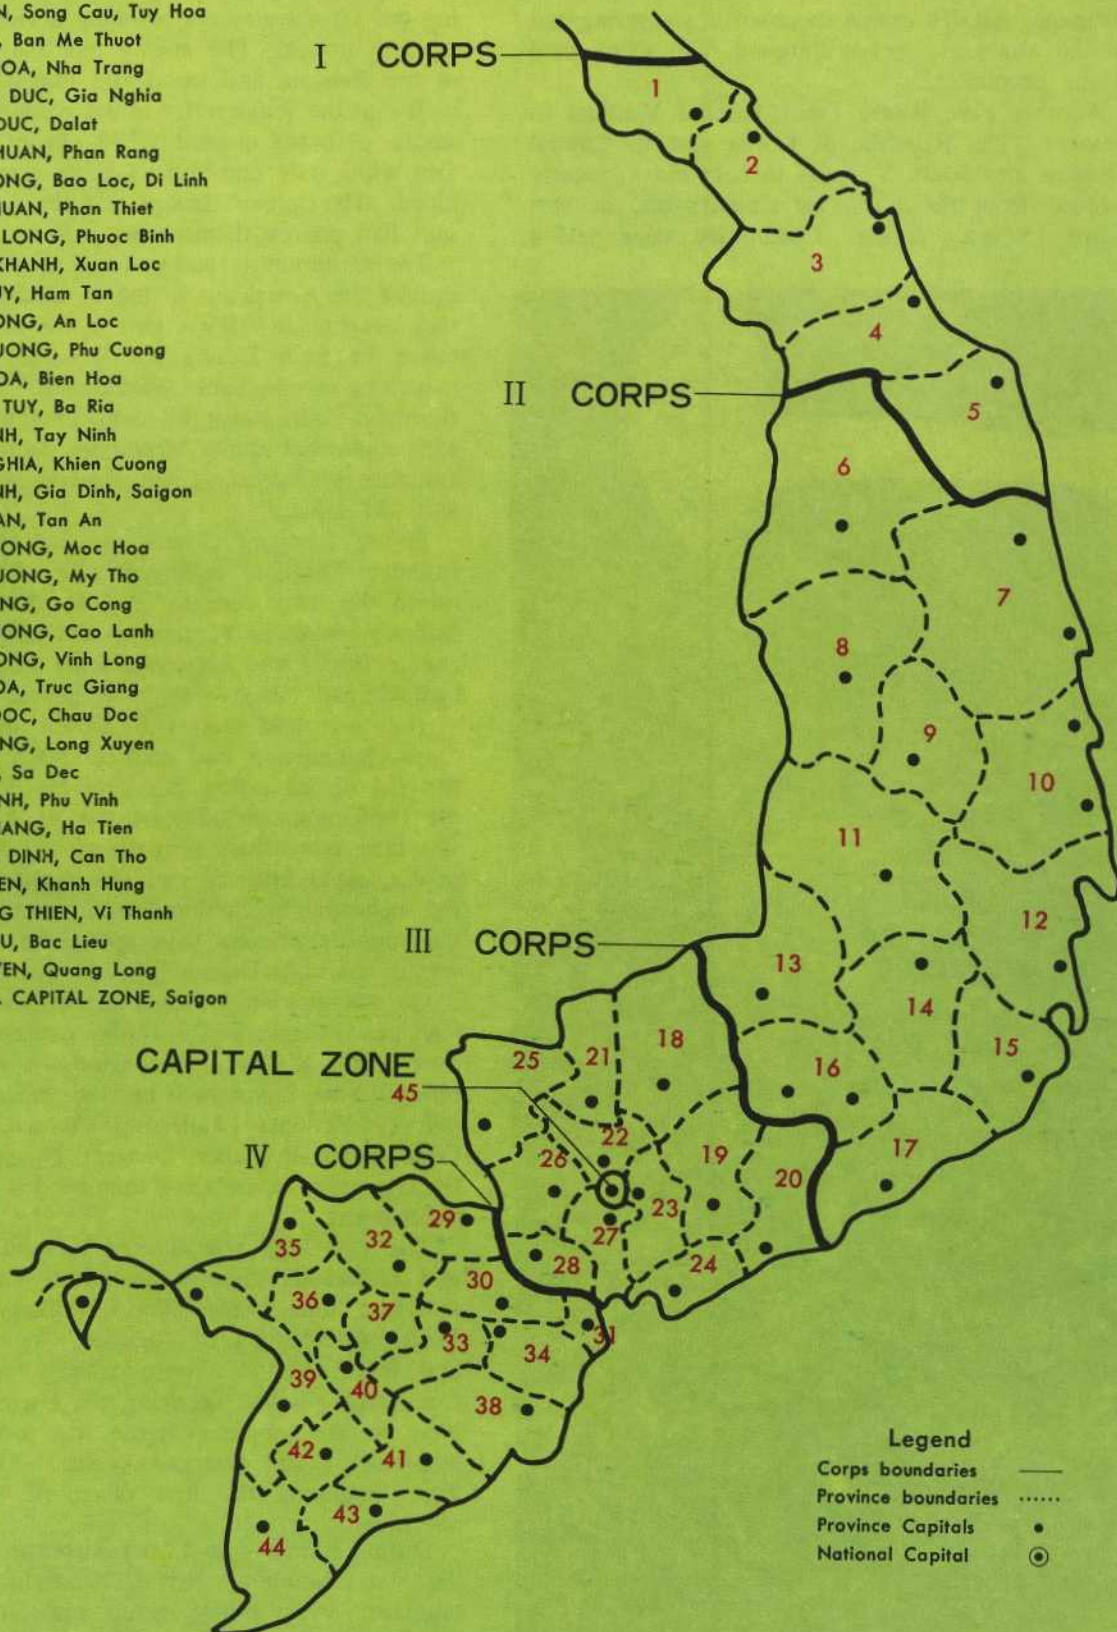 N, Song Cau, Tuy Hoa
, Ban Me Thuot
OA, Nha Trang
DUC, Gia Nghia
DUC, Dalat
HUAN, Phan Rang
ONG, Bao Loc, Di Linh
HUAN, Phan Thiet
LONG, Phuoc Binh
KHANH, Xuan Loc
UY, Ham Tan
ONG, An Loc
UONG, Phu Cuong
OA, Bien Hoa
TUY, Ba Ria
NH, Tay Ninh
GHIA, Khien Cuong
NH, Gia Dinh, Saigon
AN, Tan An
ONG, Moc Hoa
UONG, My Tho
NG, Go Cong
ONG, Cao Lanh
ONG, Vinh Long
OA, Truc Giang
DOC, Chau Doc
NG, Long Xuyen
, Sa Dec
NH, Phu Vinh
IANG, Ha Tien
DINH, Can Tho
EN, Khanh Hung
G THIEN, Vi Thanh
U, Bac Lieu
YEN, Quang Long
CAPITAL ZONE, Saigon
I CORPS
1
2
3
4
II CORPS
5
6
7
8
9
10
11
12
III CORPS
13
14
15
16
17
18
CAPITAL ZONE
45
25
21
22
26
19
20
23
27
24
28
IV CORPS
29
35
32
30
36
37
33
31
34
39
40
38
42
41
43
44
Legend
Corps boundaries
Province boundaries
Province Capitals
National Capital